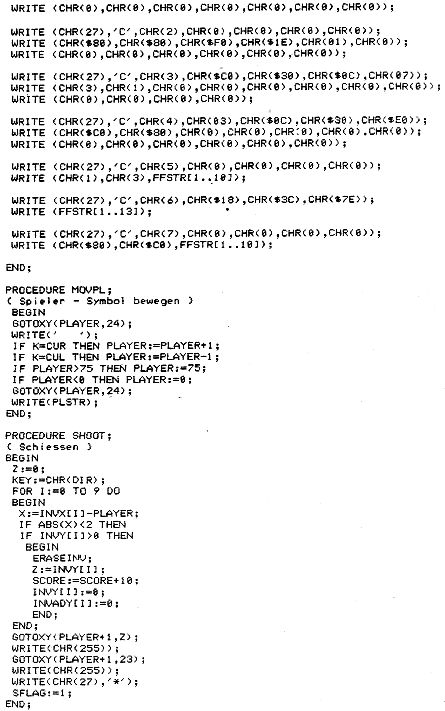 WRITE (CHR(0),CHR(0),CHR(0),CHR(0),CHR(0),CHR(0),CHR(0));
WRITE (CHR(27),'C',CHR(2),CHR(0),CHR(0),CHR(0),CHR(0));
WRITE (CHR($80),CHR($80),CHR($F0),CHR($1E),CHR(01),CHR(0));
WRITE (CHR(0),CHR(0),CHR(0),CHR(0),CHR(0),CHR(0));
WRITE (CHR(27),'C',CHR(3),CHR($C0),CHR($30),CHR($0C),CHR(07));
WRITE (CHR(3),CHR(1),CHR(0),CHR(0),CHR(0),CHR(0),CHR(0),CHR(0));
WRITE (CHR(0),CHR(0),CHR(0),CHR(0));
WRITE (CHR(27),'C',CHR(4),CHR(03),CHR($0C),CHR($30),CHR($E0));
WRITE (CHR($C0),CHR($80),CHR(0),CHR(0),CHR(0),CHR(0),CHR(0));
WRITE (CHR(0),CHR(0),CHR(0),CHR(0),CHR(0),CHR(0));
WRITE (CHR(27),'C',CHR(5),CHR(0),CHR(0),CHR(0),CHR(0));
WRITE (CHR(1),CHR(3),FFSTR[1..10]);
WRITE (CHR(27),'C',CHR(6),CHR($18),CHR($3C),CHR($7E));
WRITE (FFSTR[1..13]);
WRITE (CHR(27),'C',CHR(7),CHR(0),CHR(0),CHR(0),CHR(0));
WRITE (CHR($80),CHR($C0),FFSTR[1..10]);
END;
PROCEDURE MOVPL;
( Spieler - Symbol bewegen )
BEGIN
GOTOXY(PLAYER,24);
WRITE('    ');
IF K=CUR THEN PLAYER:=PLAYER+1;
IF K=CUL THEN PLAYER:=PLAYER-1;
IF PLAYER>75 THEN PLAYER:=75;
IF PLAYER<0 THEN PLAYER:=0;
GOTOXY(PLAYER,24);
WRITE(PLSTR);
END;
PROCEDURE SHOOT;
( Schiessen )
BEGIN
Z:=0;
KEY:=CHR(DIR);
FOR I:=0 TO 9 DO
BEGIN
X:=INVX[I]-PLAYER;
IF ABS(X)<2 THEN
IF INVY[I]>0 THEN
BEGIN
ERASEINV;
Z:=INVY[I];
SCORE:=SCORE+10;
INVY[I]:=0;
INVADY[I]:=0;
END;
END;
GOTOXY(PLAYER+1,Z);
WRITE(CHR(255));
GOTOXY(PLAYER+1,23);
WRITE(CHR(255));
WRITE(CHR(27),'*');
SFLAG:=1;
END;